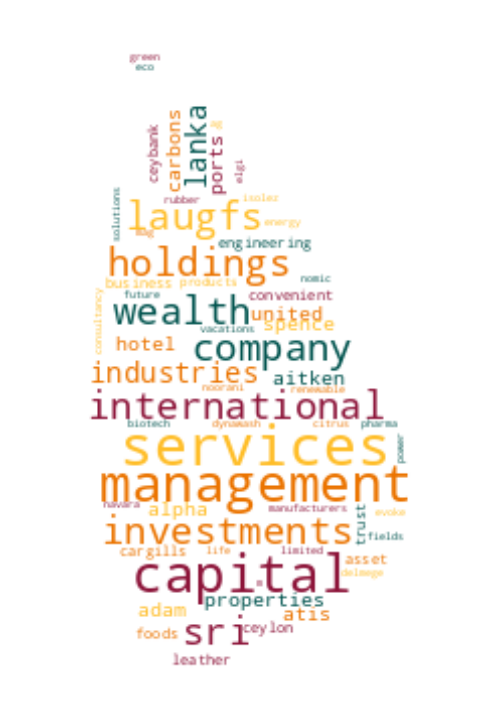 green
eco
lanka
carbons
ceybank
ports
ag
elgi
rubber
isolez
solutions
laugfs
energy
engineering
holdings
nomic
business products
future
convenient
consultancy
wealth
united
spence
vacations
hotel
company
industries
aitken
noorani
renewable
international
biotech
dynawash
citrus
pharma
services
power
management
havara
alpha
manufacturers
evoke
trust
investments
fields
cargills
life
limited
asset
capital
delmege
properties
adam
atis
foods
sri
ceylon
leather